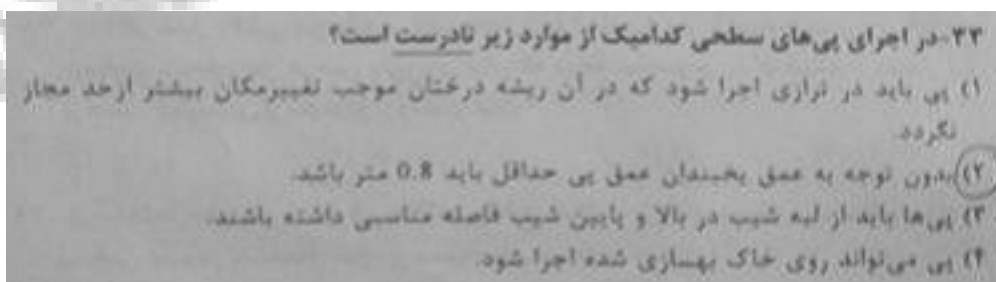 ۳۳-در اجرای پی‌های سطحی کدامیک از موارد زیر نادرست است؟
۱) پی باید در ترازی اجرا شود که در آن ریشه درختان موجب تغییرمکان بیشتر ازحد مجاز
نگردد.
۲) بدون توجه به عمق یخبندان عمق پی حداقل باید 0.8 متر باشد.
۳) پی‌ها باید از لبه شیب در بالا و پایین شیب فاصله مناسبی داشته باشند.
۴) پی می‌تواند روی خاک بهسازی شده اجرا شود.